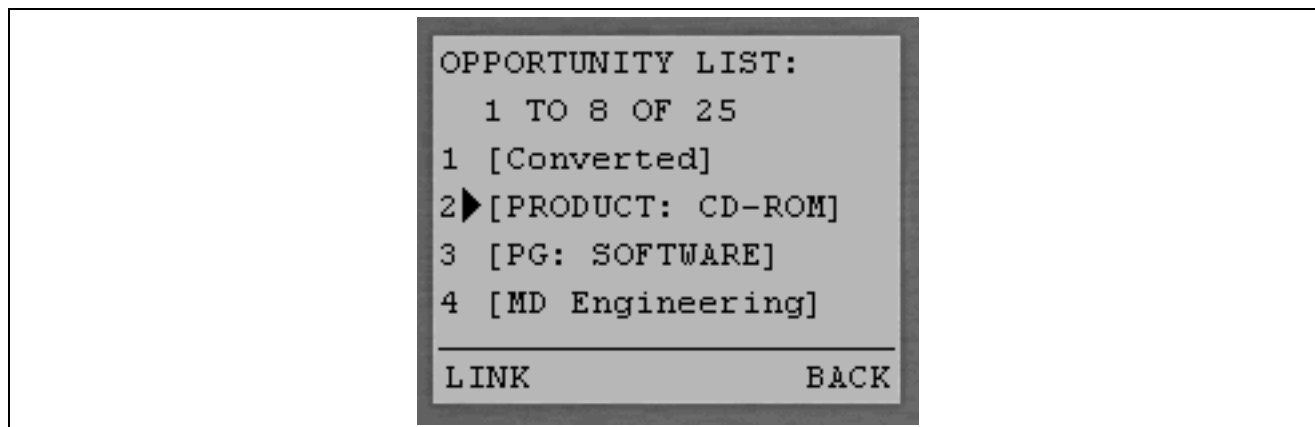 OPPORTUNITY LIST:
1 TO 8 OF 25
1 [Converted]
2 [PRODUCT: CD-ROM]
3 [PG: SOFTWARE]
4 [MD Engineering]
LINK BACK